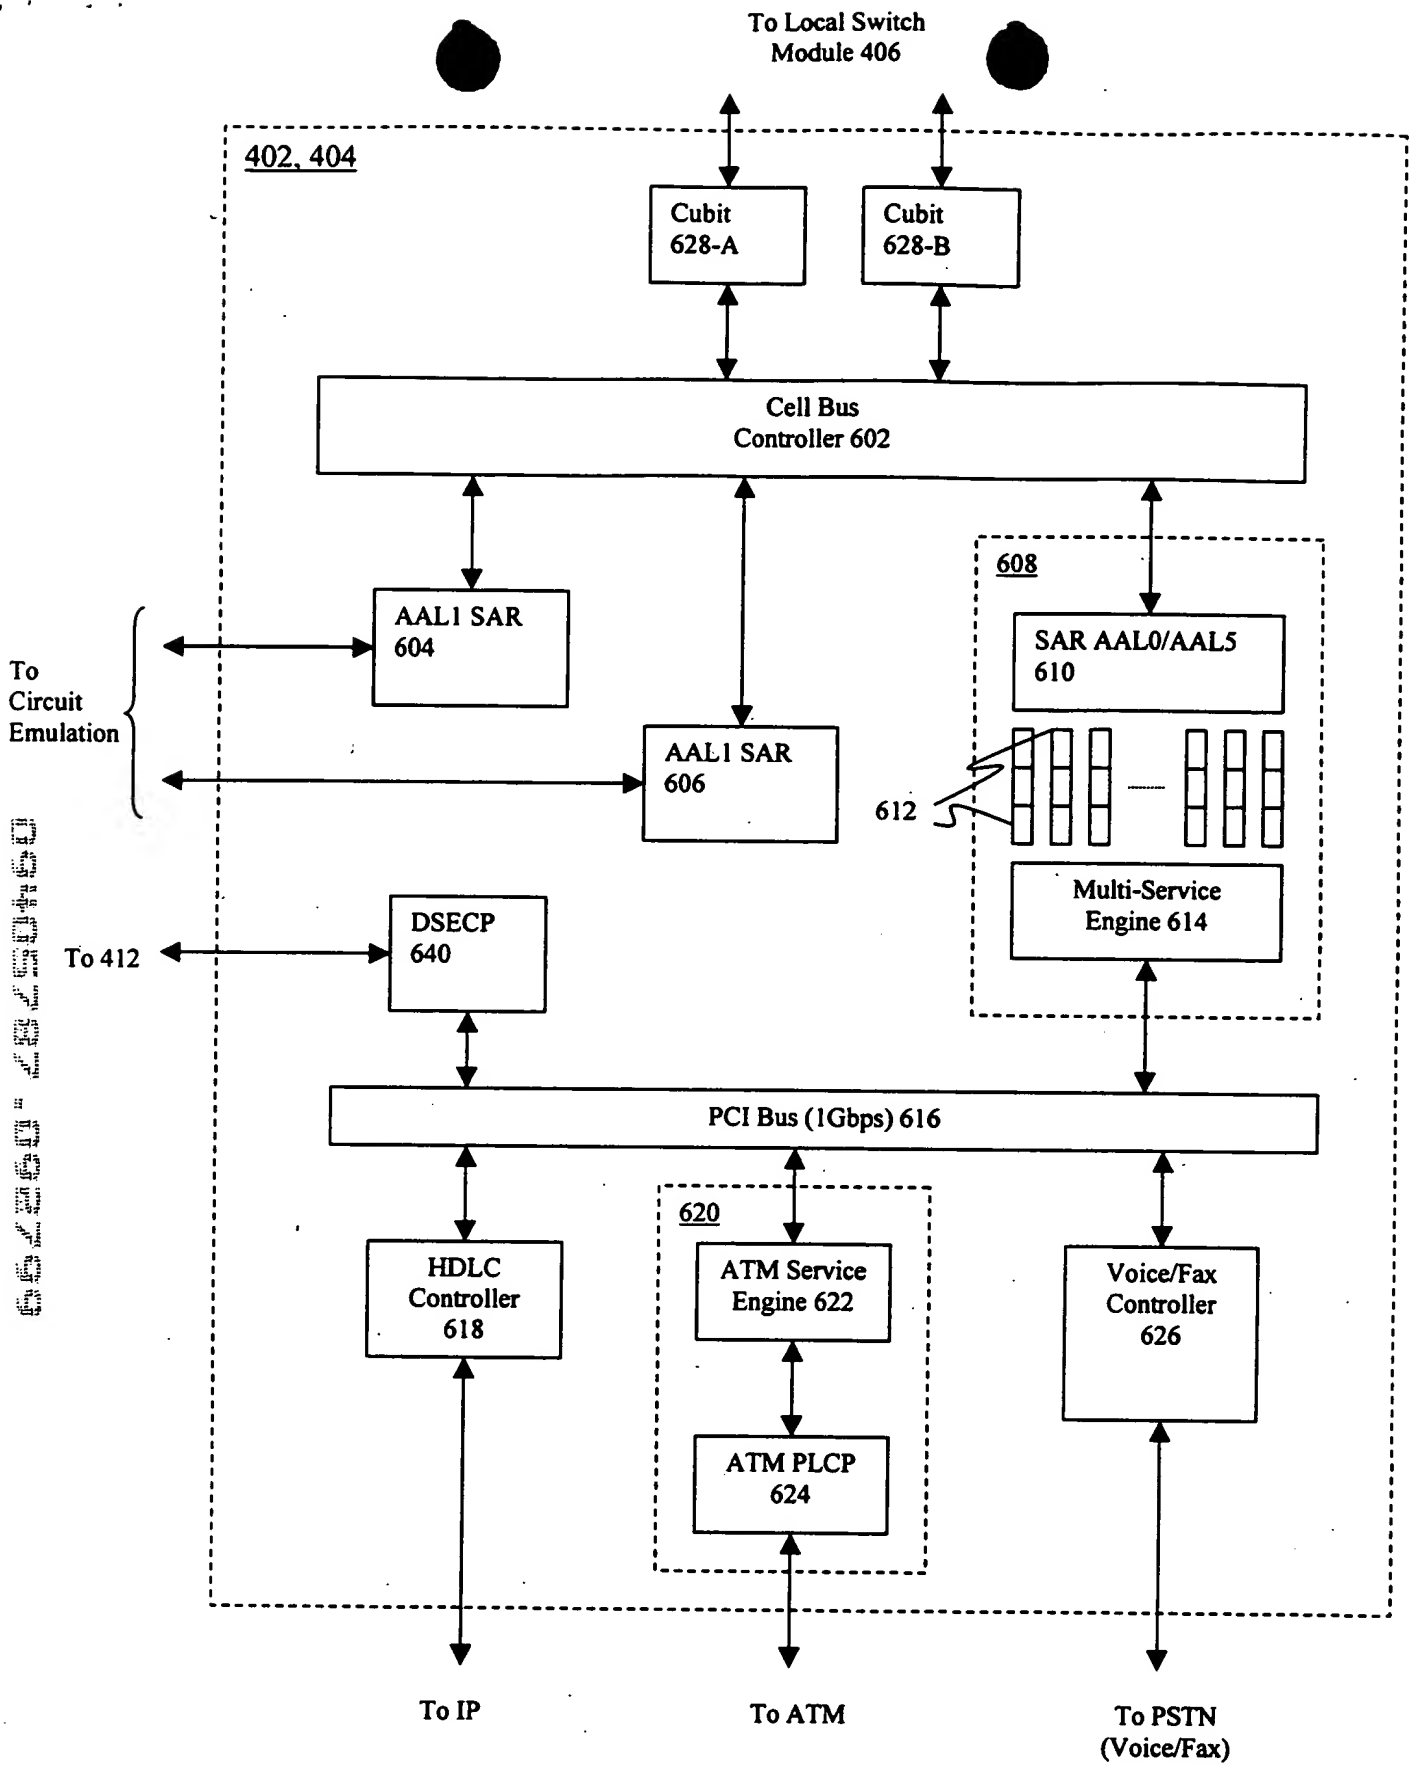 To Local Switch
Module 406
402, 404
Cubit
628-A
Cubit
628-B
Cell Bus
Controller 602
608
AAL1 SAR
604
SAR AAL0/AAL5
610
To
Circuit
Emulation
AAL1 SAR
606
612
Multi-Service
Engine 614
DSECP
640
To 412
PCI Bus (1Gbps) 616
620
HDLC
Controller
618
ATM Service
Engine 622
Voice/Fax
Controller
626
ATM PLCP
624
To IP
To ATM
To PSTN
(Voice/Fax)